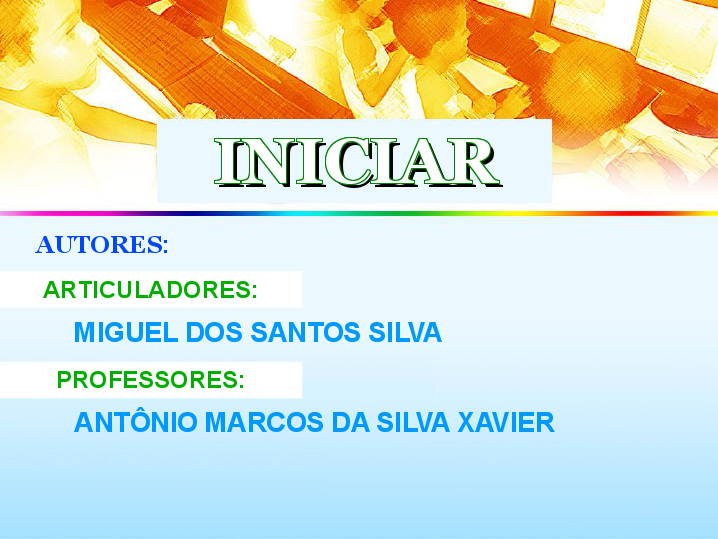 INICIAR
AUTORES:
ARTICULADORES:
MIGUEL DOS SANTOS SILVA
PROFESSORES:
ANTÔNIO MARCOS DA SILVA XAVIER